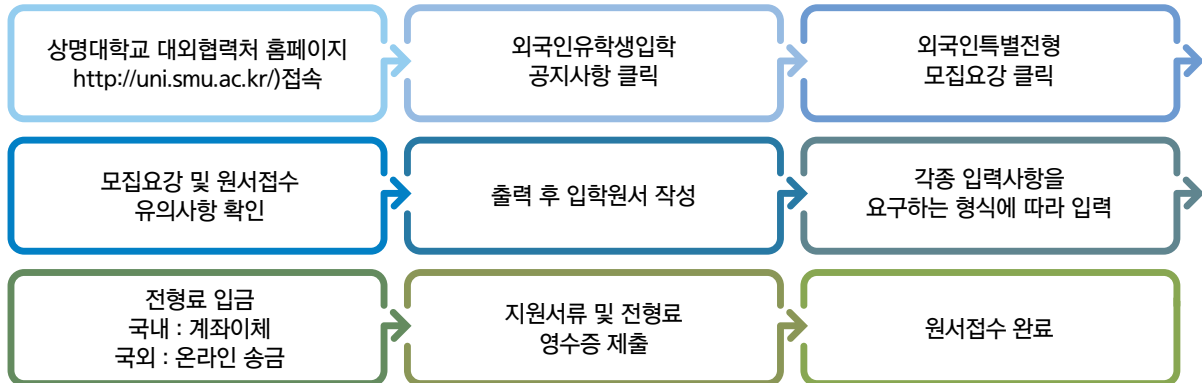 상명대학교 대외협력처 홈페이지
http://uni.smu.ac.kr/)접속
외국인유학생입학
공지사항 클릭
외국인특별전형
모집요강 클릭
모집요강 및 원서접수
유의사항 확인
출력 후 입학원서 작성
각종 입력사항을
요구하는 형식에 따라 입력
전형료 입금
국내 : 계좌이체
국외 : 온라인 송금
지원서류 및 전형료
영수증 제출
원서접수 완료